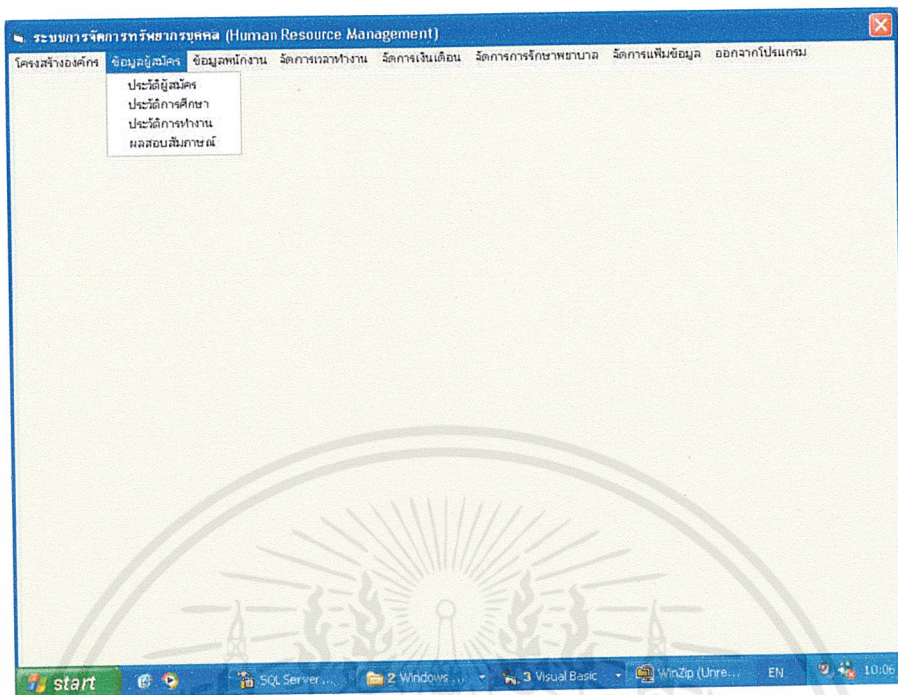 ระบบการจัดการทรัพยากรบุคคล (Human Resource Management)
โครงสร้างองค์กร ข้อมูลผู้สมัคร ข้อมูลพนักงาน จัดการเวลาทำงาน จัดการเงินเดือน จัดการการรักษาพยาบาล จัดการแฟ้มข้อมูล ออกจากโปรแกรม
ประวัติผู้สมัคร
ประวัติการศึกษา
ประวัติการทำงาน
ผลสอบสัมภาษณ์
start SQL Server ... 2 Windows ... 3 Visual Basic WinZip (Unre... EN 10:06